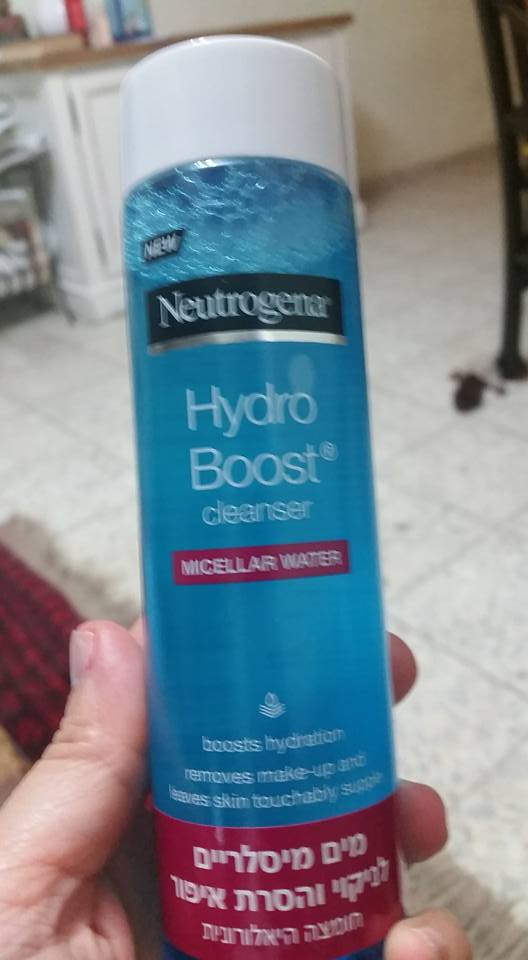 NEW
Neutrogena®
Hydro
Boost®
cleanser
MICELLAR WATER
boosts hydration
removes make-up and
leaves skin touchably supple
מים מיסלריים
לניקוי והסרת איפור
חומצה היאלורונית